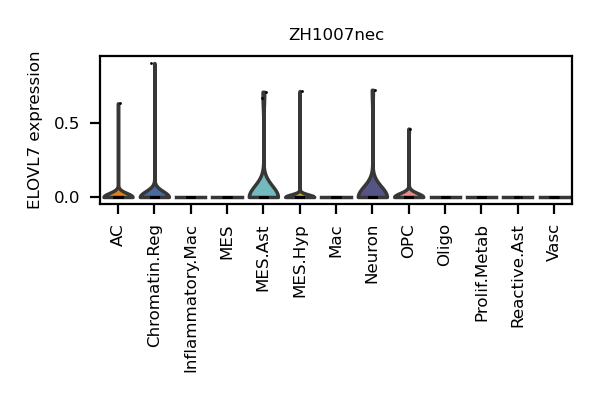 ZH1007nec
ELOVL7 expression
0.5
0.0
AC
Chromatin.Reg
Inflammatory.Mac
MES
MES.Ast
MES.Hyp
Mac
Neuron
OPC
Oligo
Prolif.Metab
Reactive.Ast
Vasc